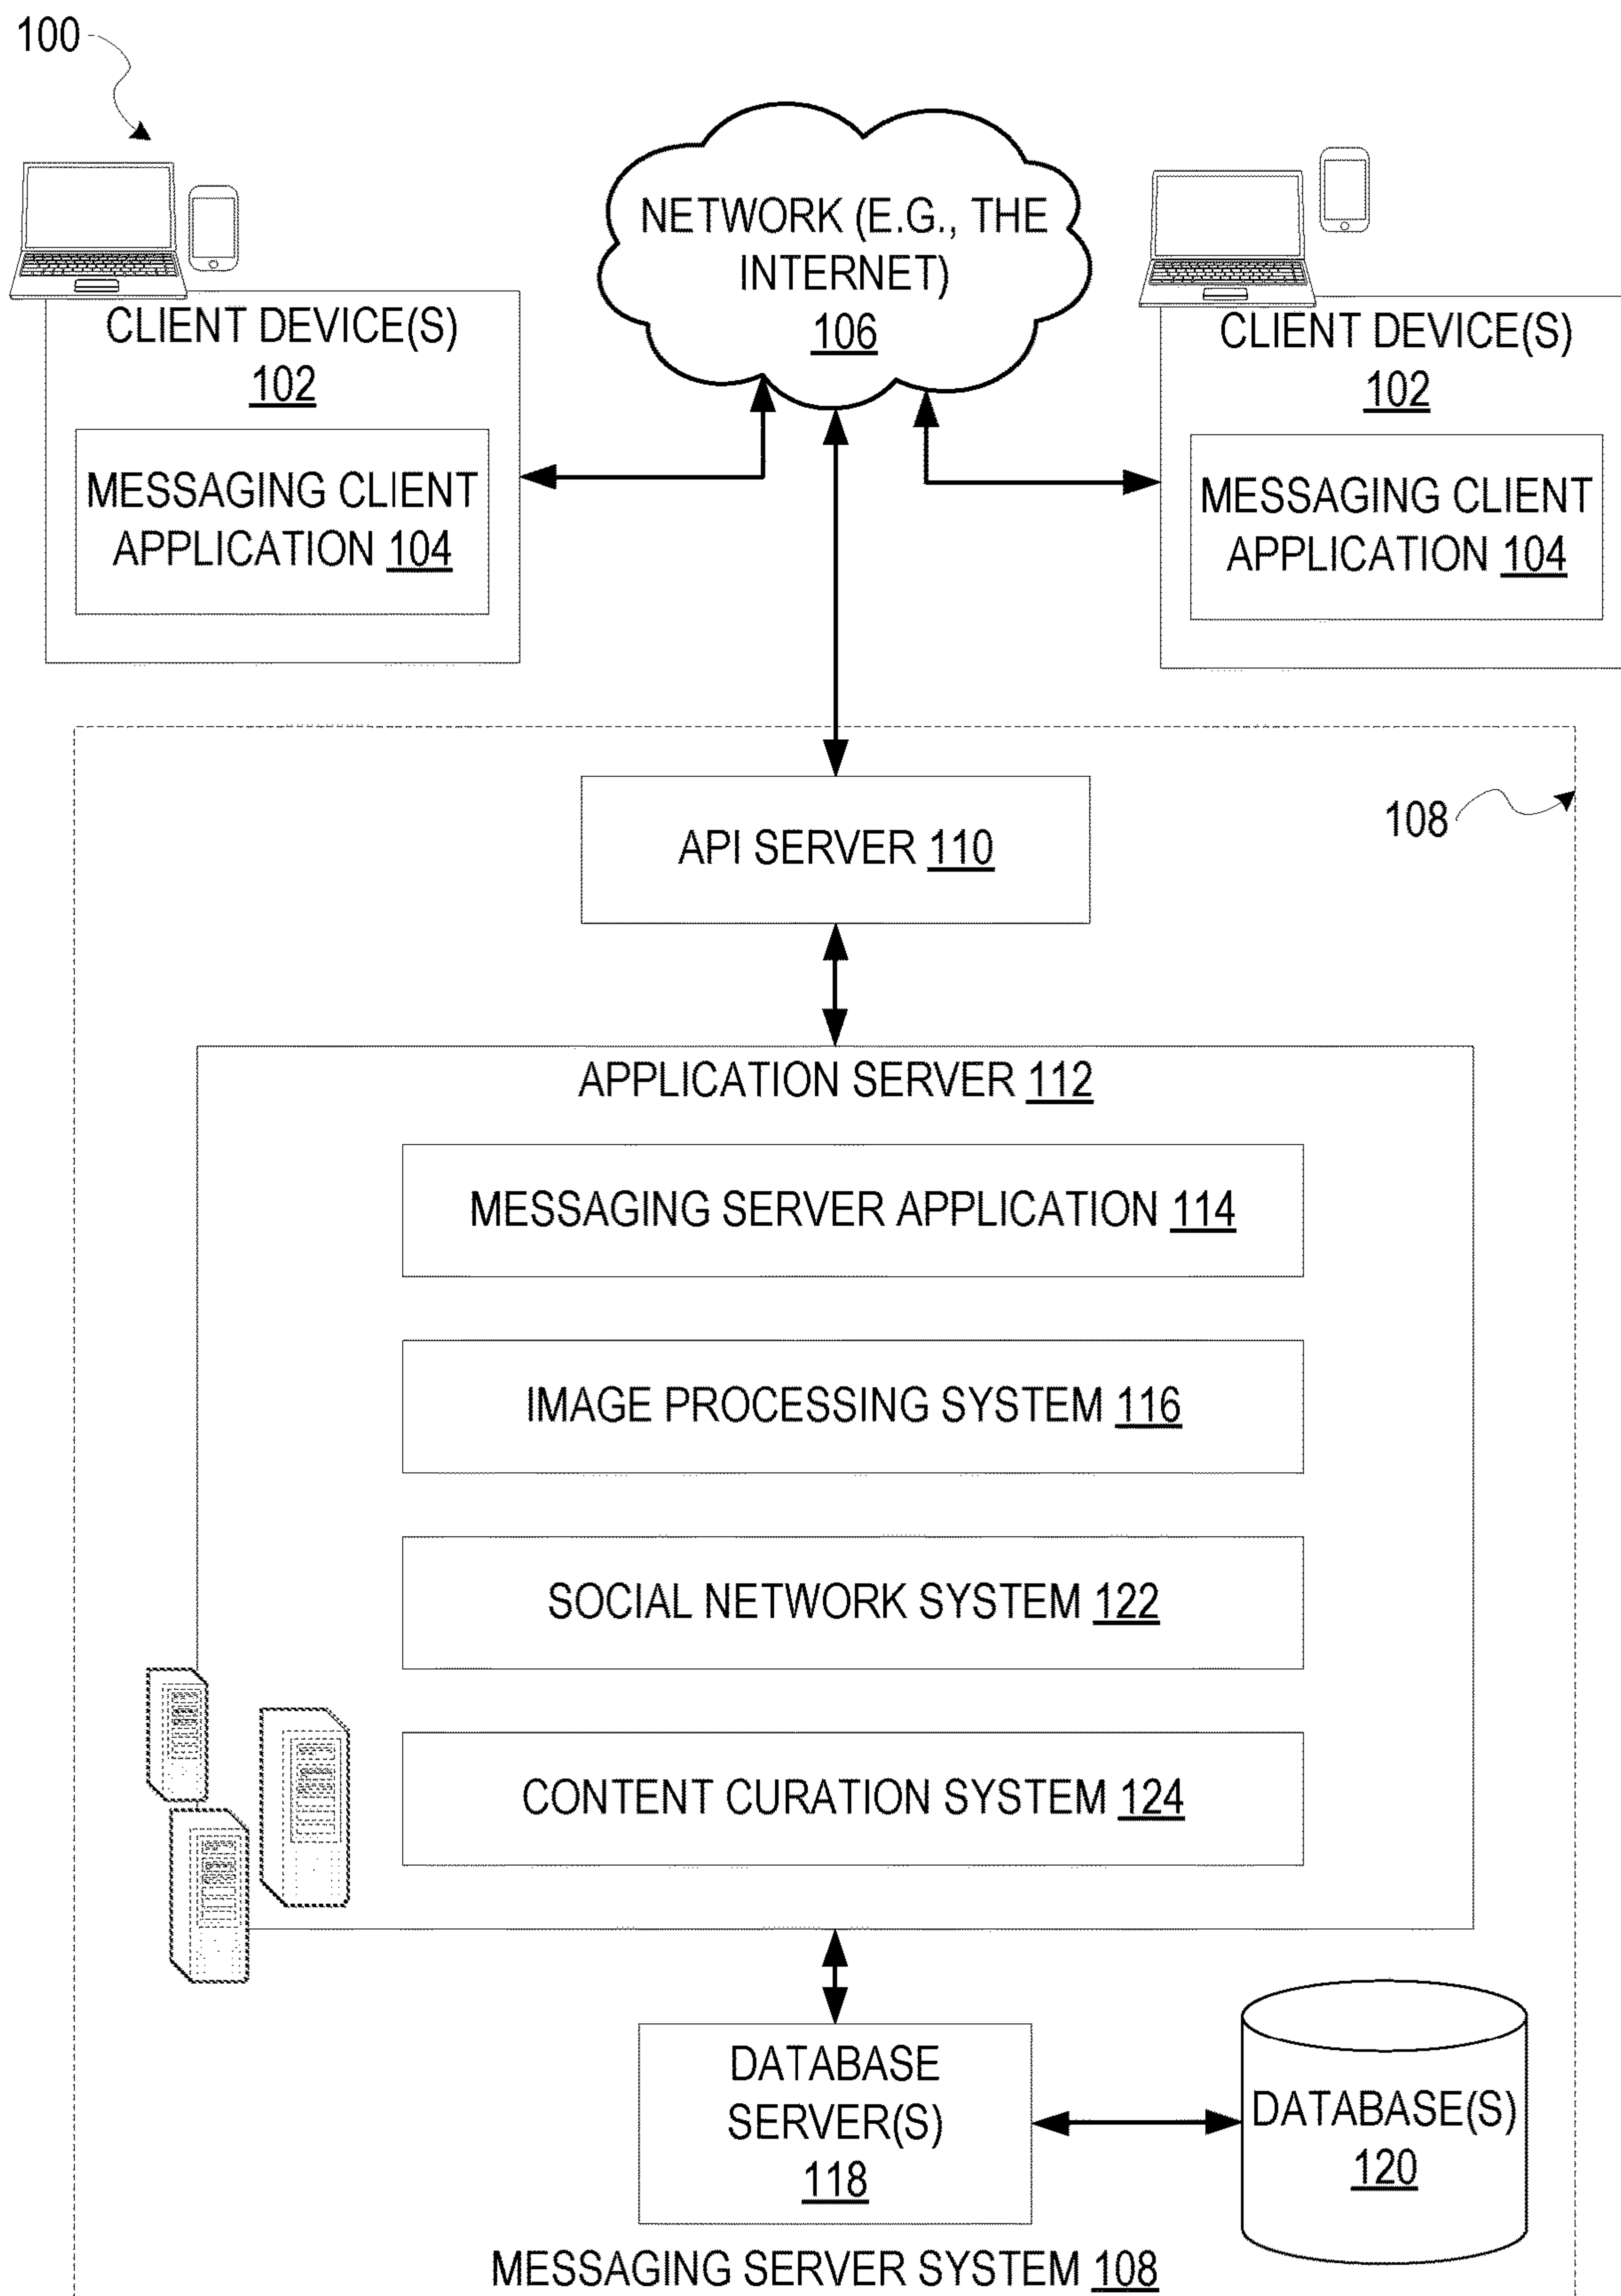 100
NETWORK (E.G., THE
INTERNET)
106
CLIENT DEVICE(S)
102
MESSAGING CLIENT
APPLICATION 104
CLIENT DEVICE(S)
102
MESSAGING CLIENT
APPLICATION 104
108
API SERVER 110
APPLICATION SERVER 112
MESSAGING SERVER APPLICATION 114
IMAGE PROCESSING SYSTEM 116
SOCIAL NETWORK SYSTEM 122
CONTENT CURATION SYSTEM 124
DATABASE
SERVER(S)
118
DATABASE(S)
120
MESSAGING SERVER SYSTEM 108